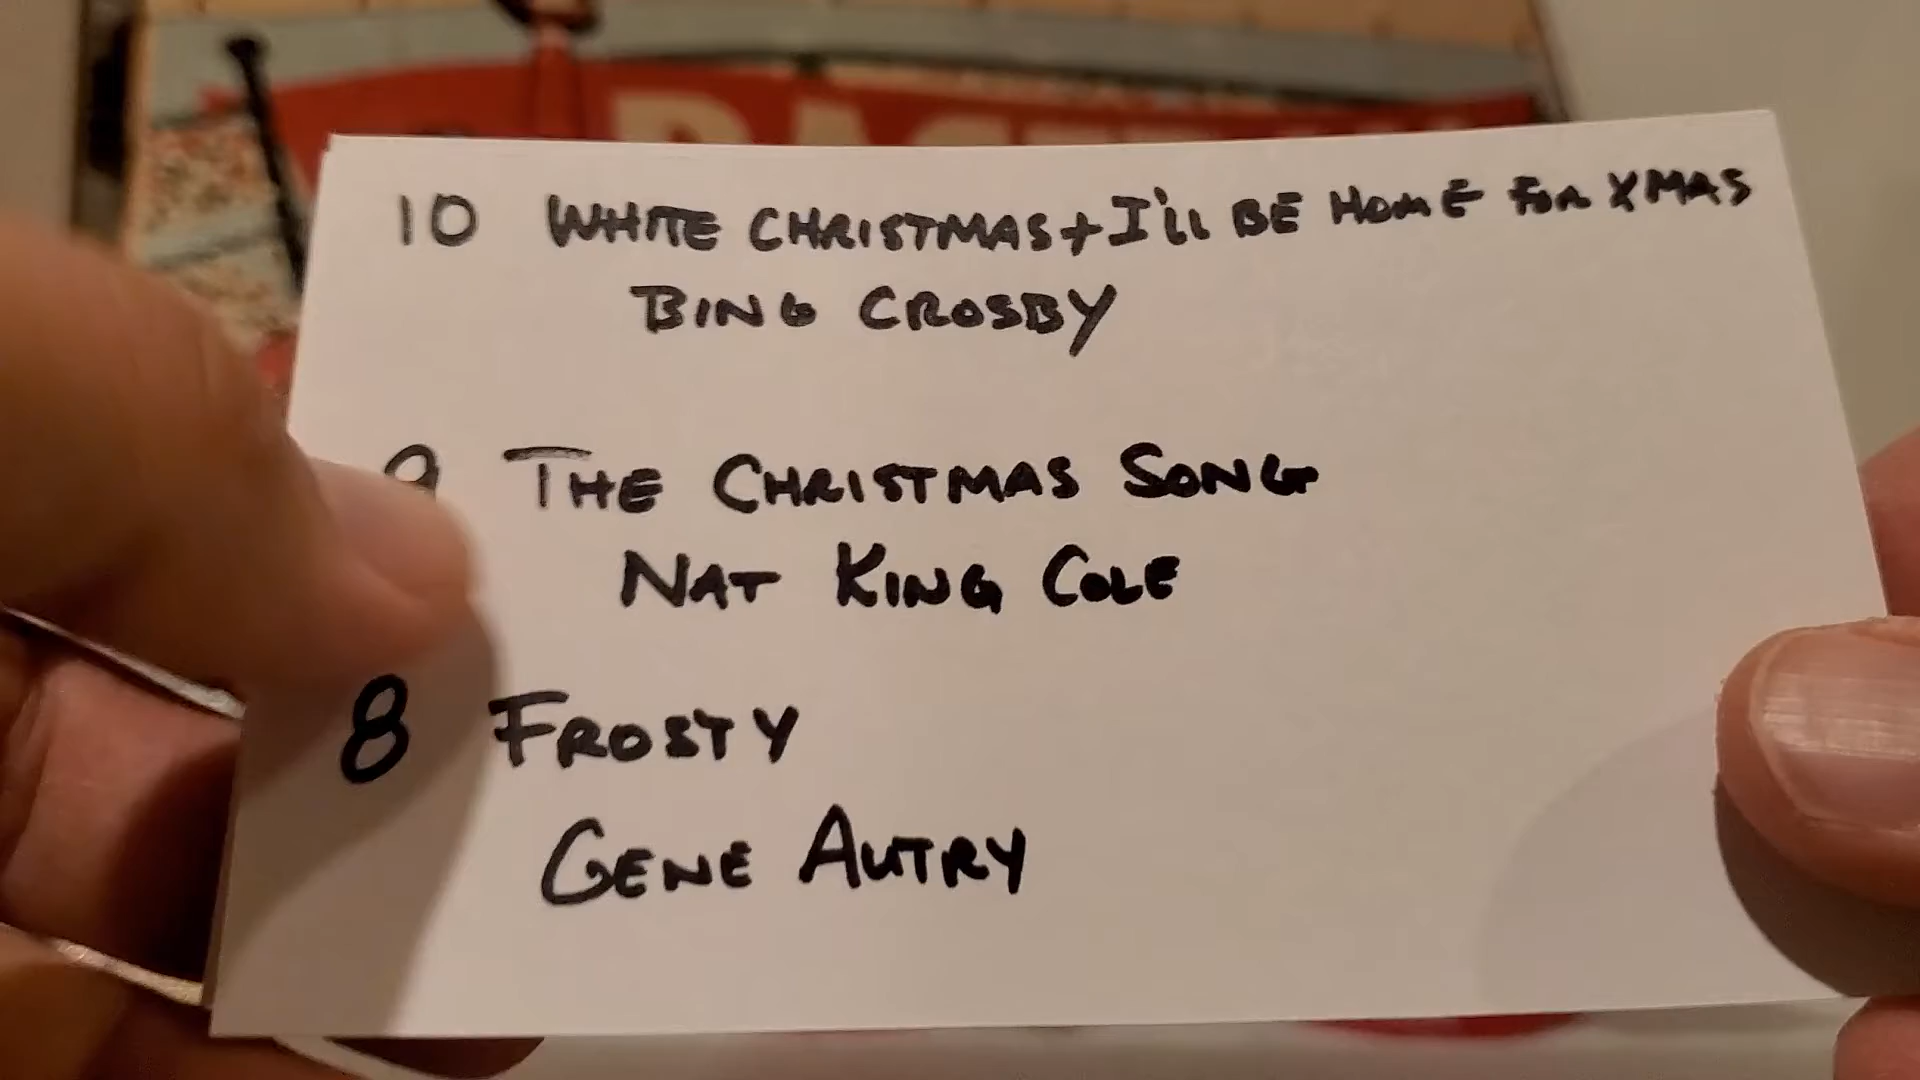 10 WHITE CHRISTMAS + I'll BE HOME FOR XMAS
BING CROSBY
9 THE CHRISTMAS SONG
NAT KING COLE
8 FROSTY
GENE AUTRY